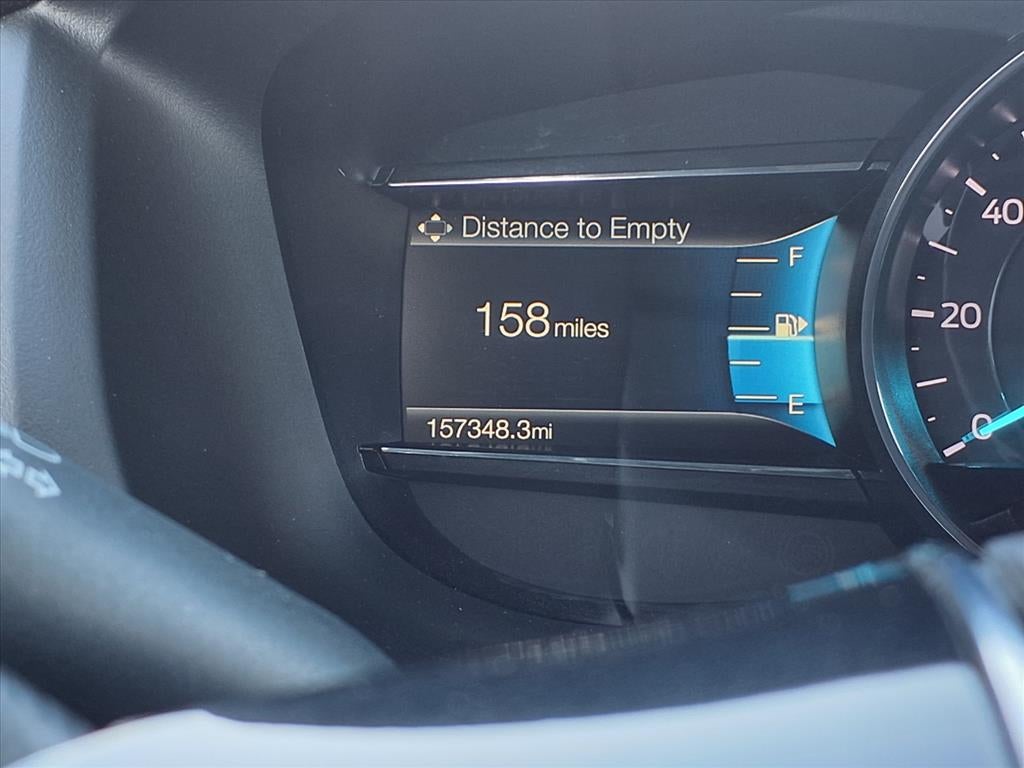 Distance to Empty
F
158 miles
E
157348.3mi
40
20
0